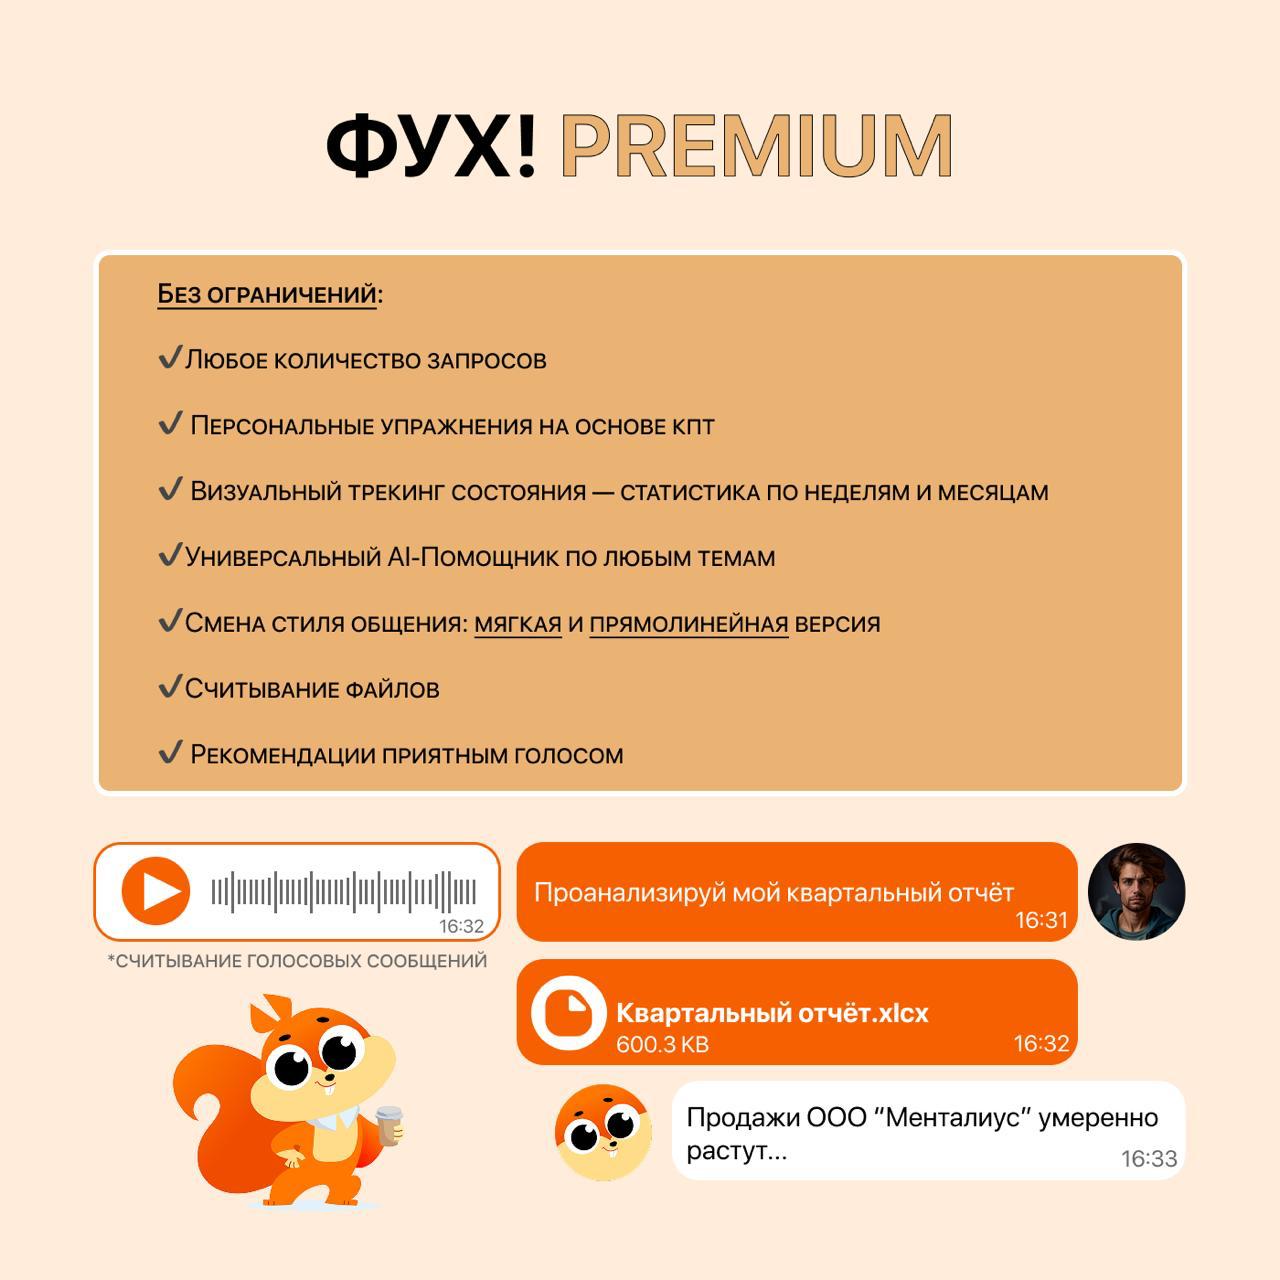 ФУХ! PREMIUM
Без ограничений:
✔Любое количество запросов
✔ Персональные упражнения на основе кпт
✔ Визуальный трекинг состояния — статистика по неделям и месяцам
✔Универсальный AI-Помощник по любым темам
✔Смена стиля общения: мягкая и прямолинейная версия
✔Считывание файлов
✔ Рекомендации приятным голосом
16:32
*СЧИТЫВАНИЕ ГОЛОСОВЫХ СООБЩЕНИЙ
Проанализируй мой квартальный отчёт
16:31
Квартальный отчёт.xlcx
600.3 KB
16:32
Продажи ООО “Менталиус” умеренно
растут...
16:33